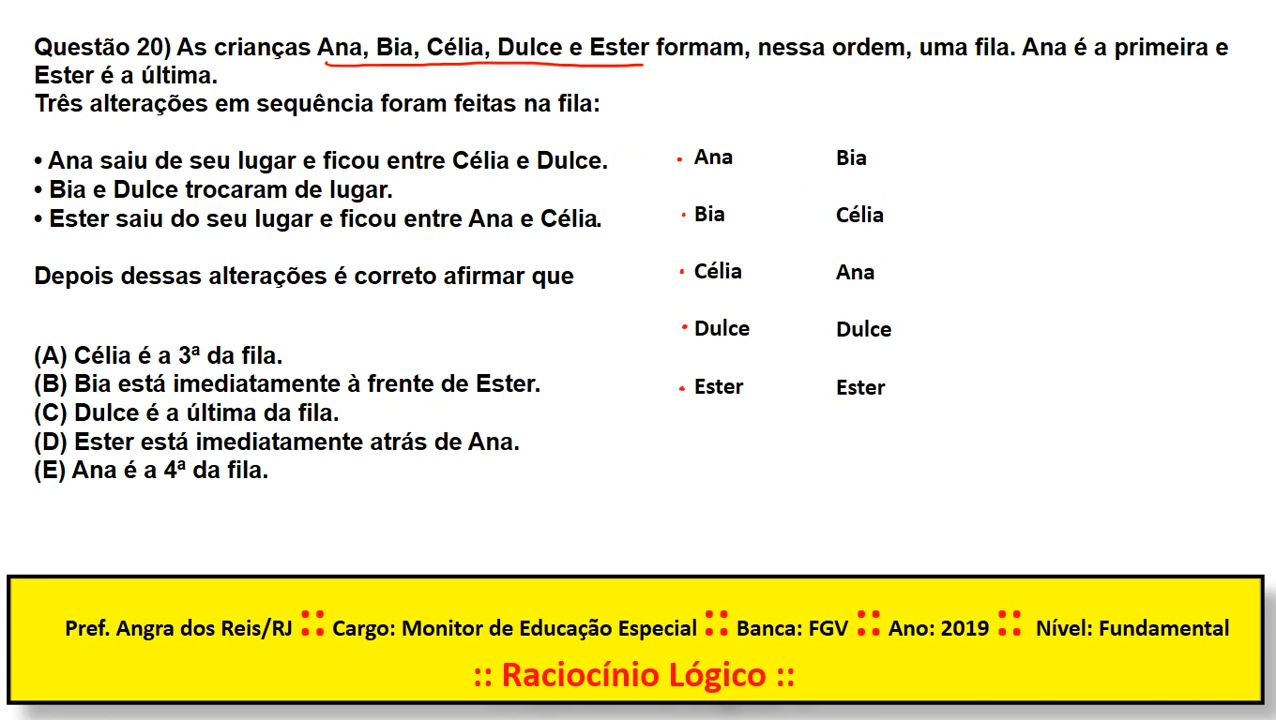 Questão 20) As crianças Ana, Bia, Célia, Dulce e Ester formam, nessa ordem, uma fila. Ana é a primeira e
Ester é a última.
Três alterações em sequência foram feitas na fila:
• Ana saiu de seu lugar e ficou entre Célia e Dulce.
• Bia e Dulce trocaram de lugar.
• Ester saiu do seu lugar e ficou entre Ana e Célia.
Depois dessas alterações é correto afirmar que
(A) Célia é a 3ª da fila.
(B) Bia está imediatamente à frente de Ester.
(C) Dulce é a última da fila.
(D) Ester está imediatamente atrás de Ana.
(E) Ana é a 4ª da fila.
Ana Bia
Bia Célia
Célia Ana
Dulce Dulce
Ester Ester
Pref. Angra dos Reis/RJ :: Cargo: Monitor de Educação Especial :: Banca: FGV :: Ano: 2019 :: Nível: Fundamental
:: Raciocínio Lógico ::